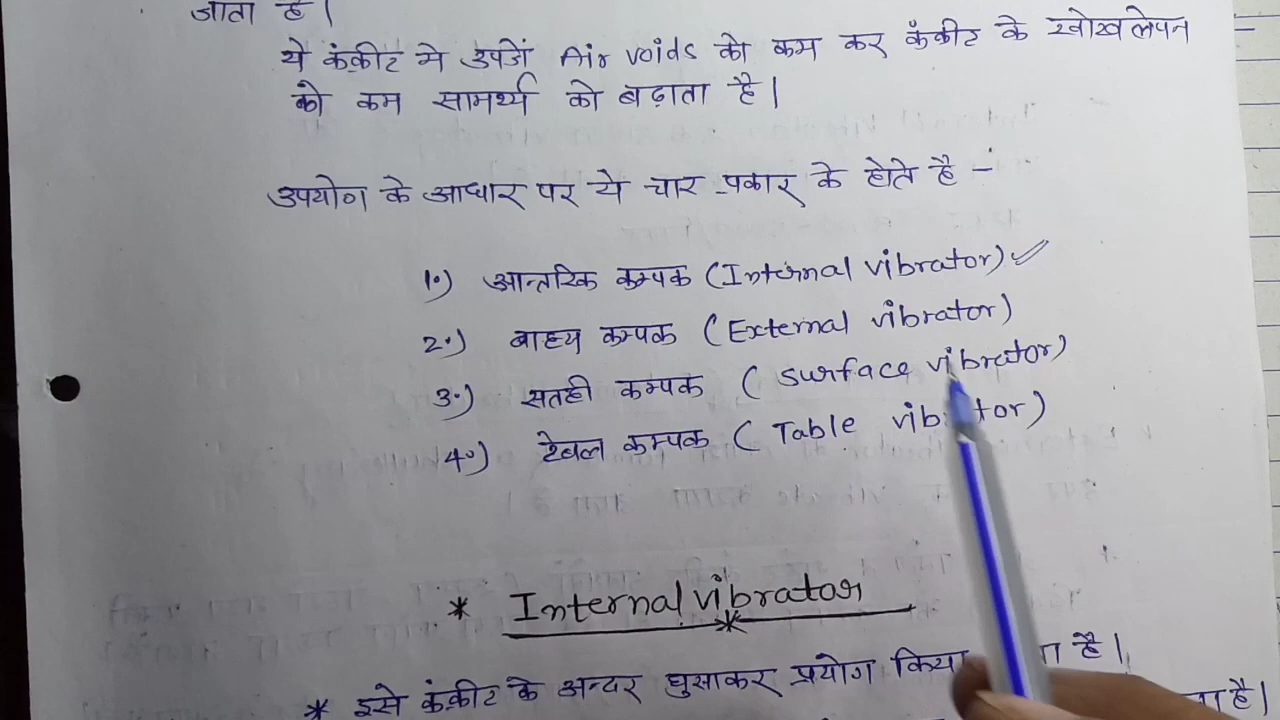 जाता है।
ये कंक्रीट मे उपजें Air voids को कम कर कंक्रीट के खोखलेपन
को कम सामर्थ्य को बढ़ाता है।
उपयोग के आधार पर ये चार प्रकार के होते है -
1.) आन्तरिक कम्पक (Internal vibrator) ✓
2.) बाह्य कम्पक (External vibrator)
3.) सतही कम्पक (surface vibrator)
4.) टेबल कम्पक (Table vibrator)
* Internal vibrator
* इसे कंक्रीट के अन्दर घुसाकर प्रयोग किया है।